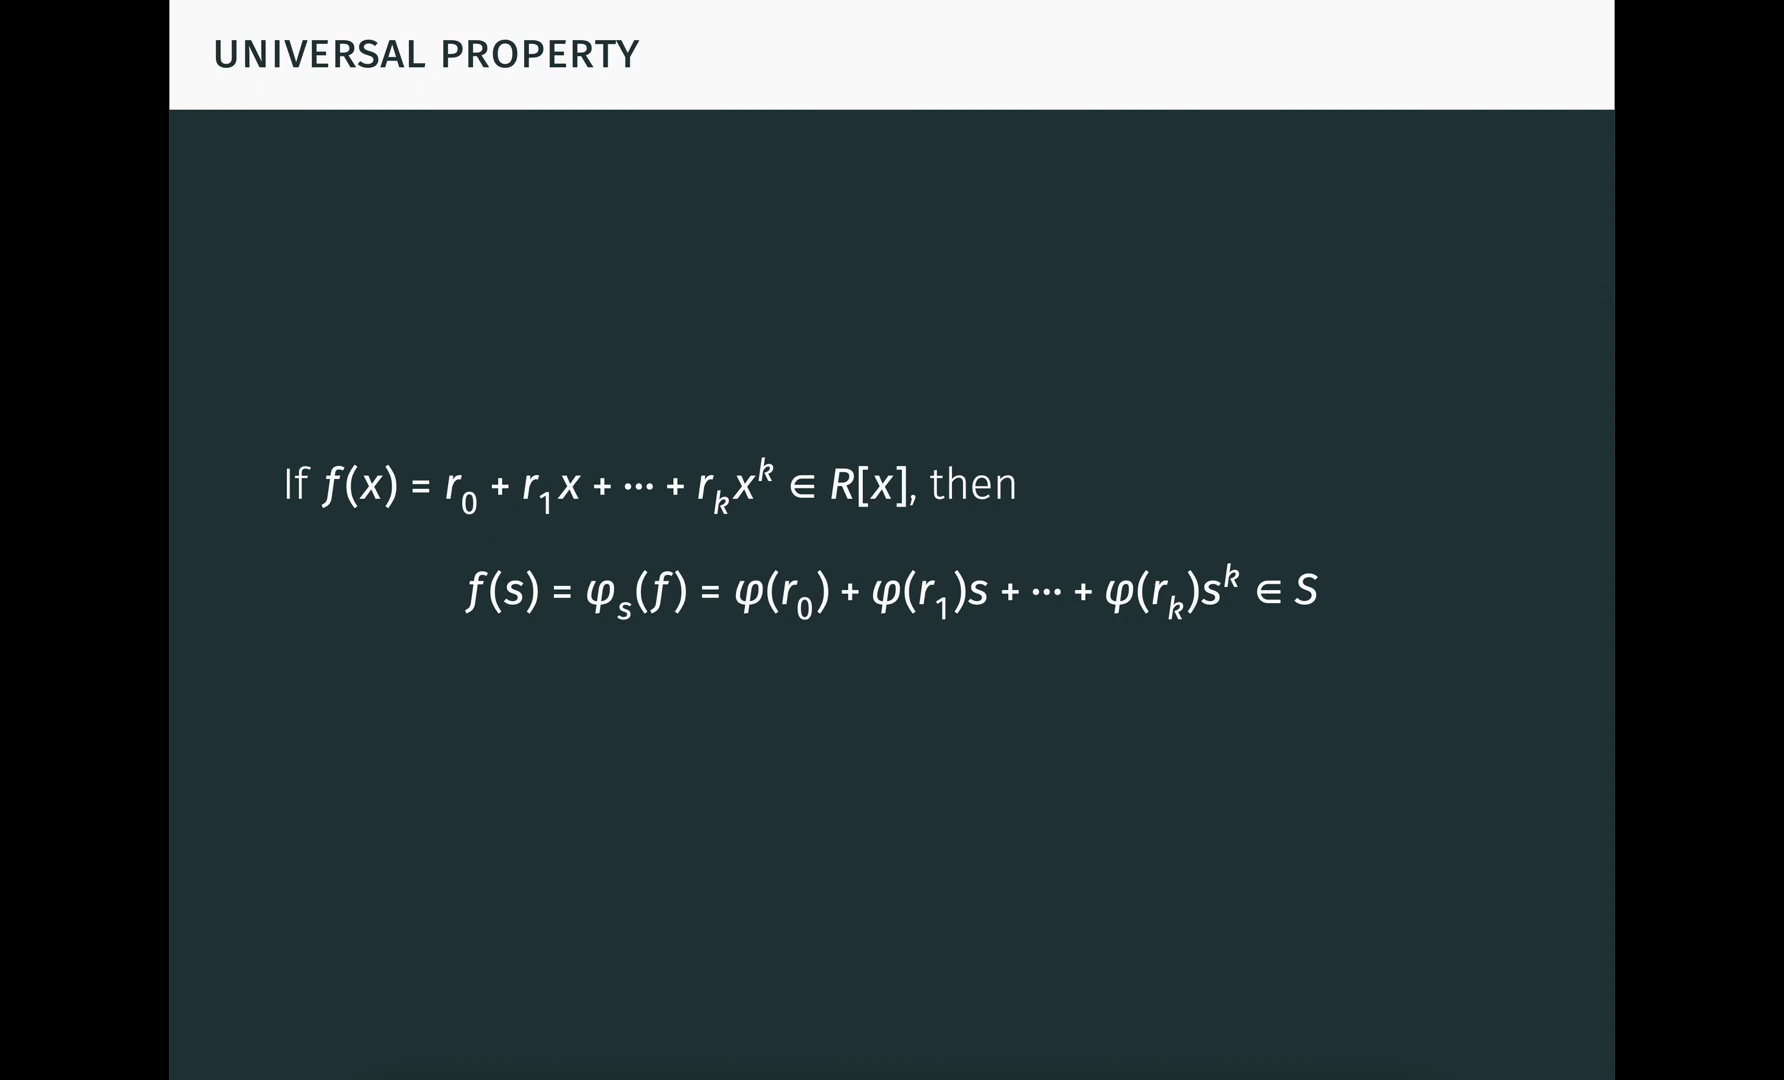 UNIVERSAL PROPERTY
If f(x) = r₀ + r₁x + ··· + rₖxᵏ ∈ R[x], then
f(s) = φₛ(f) = φ(r₀) + φ(r₁)s + ··· + φ(rₖ)sᵏ ∈ S